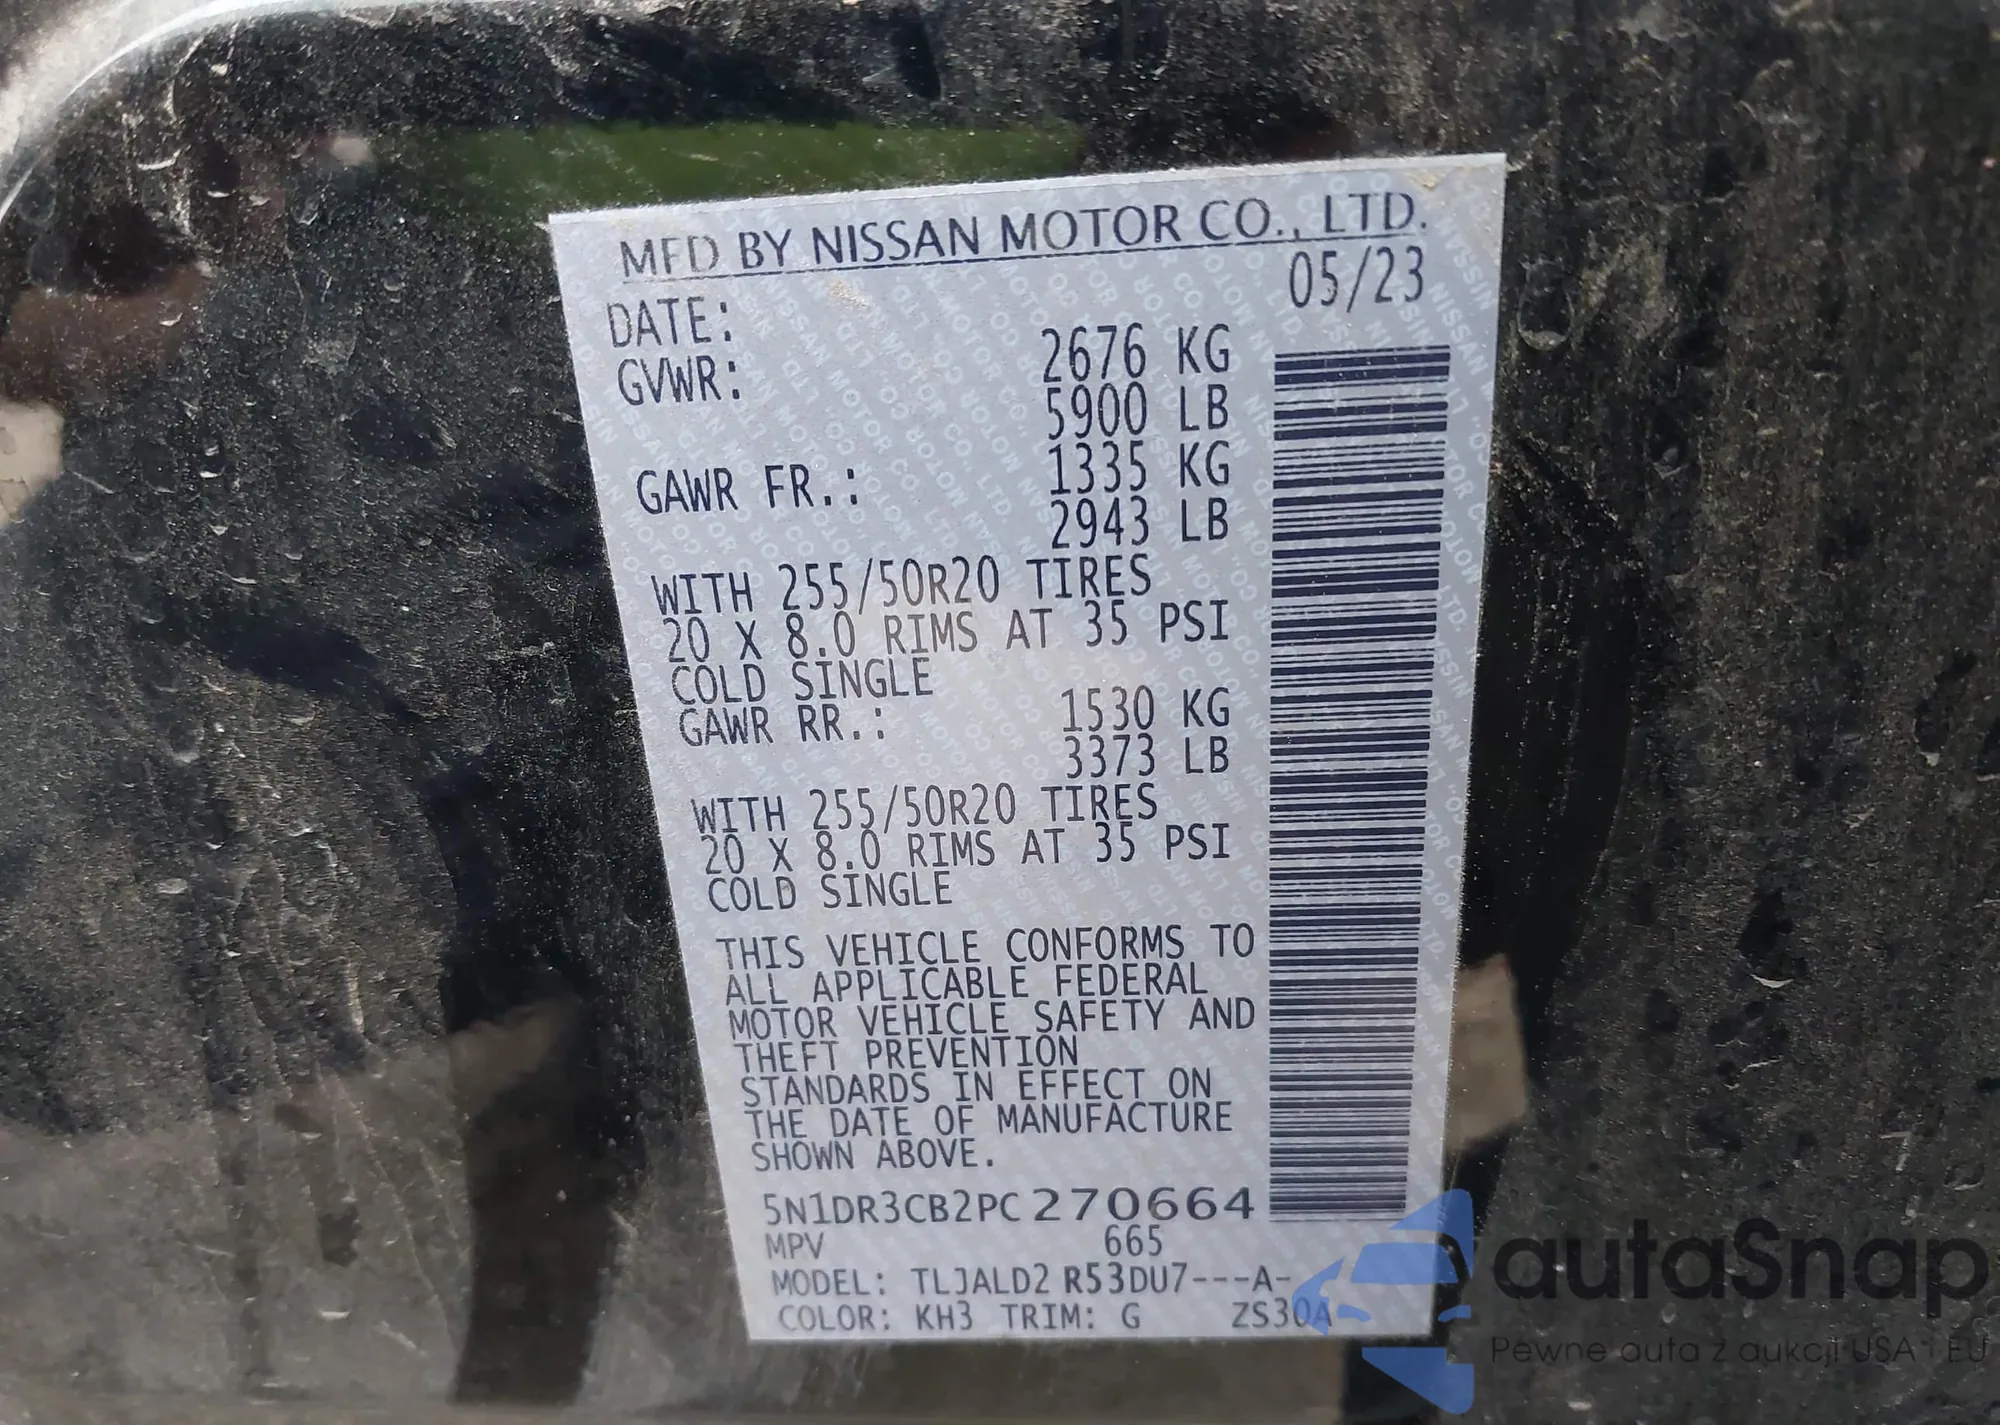 MFD BY NISSAN MOTOR CO., LTD.
DATE: 05/23
GVWR: 2676 KG
5900 LB
GAWR FR.: 1335 KG
2943 LB
WITH 255/50R20 TIRES
20 X 8.0 RIMS AT 35 PSI
COLD SINGLE
GAWR RR.: 1530 KG
3373 LB
WITH 255/50R20 TIRES
20 X 8.0 RIMS AT 35 PSI
COLD SINGLE
THIS VEHICLE CONFORMS TO
ALL APPLICABLE FEDERAL
MOTOR VEHICLE SAFETY AND
THEFT PREVENTION
STANDARDS IN EFFECT ON
THE DATE OF MANUFACTURE
SHOWN ABOVE.
5N1DR3CB2PC270664
MPV 665
MODEL: TLJALD2 R53DU7---A-
COLOR: KH3 TRIM: G ZS30A
autaSnap
Pewne auta z aukcji USA i EU